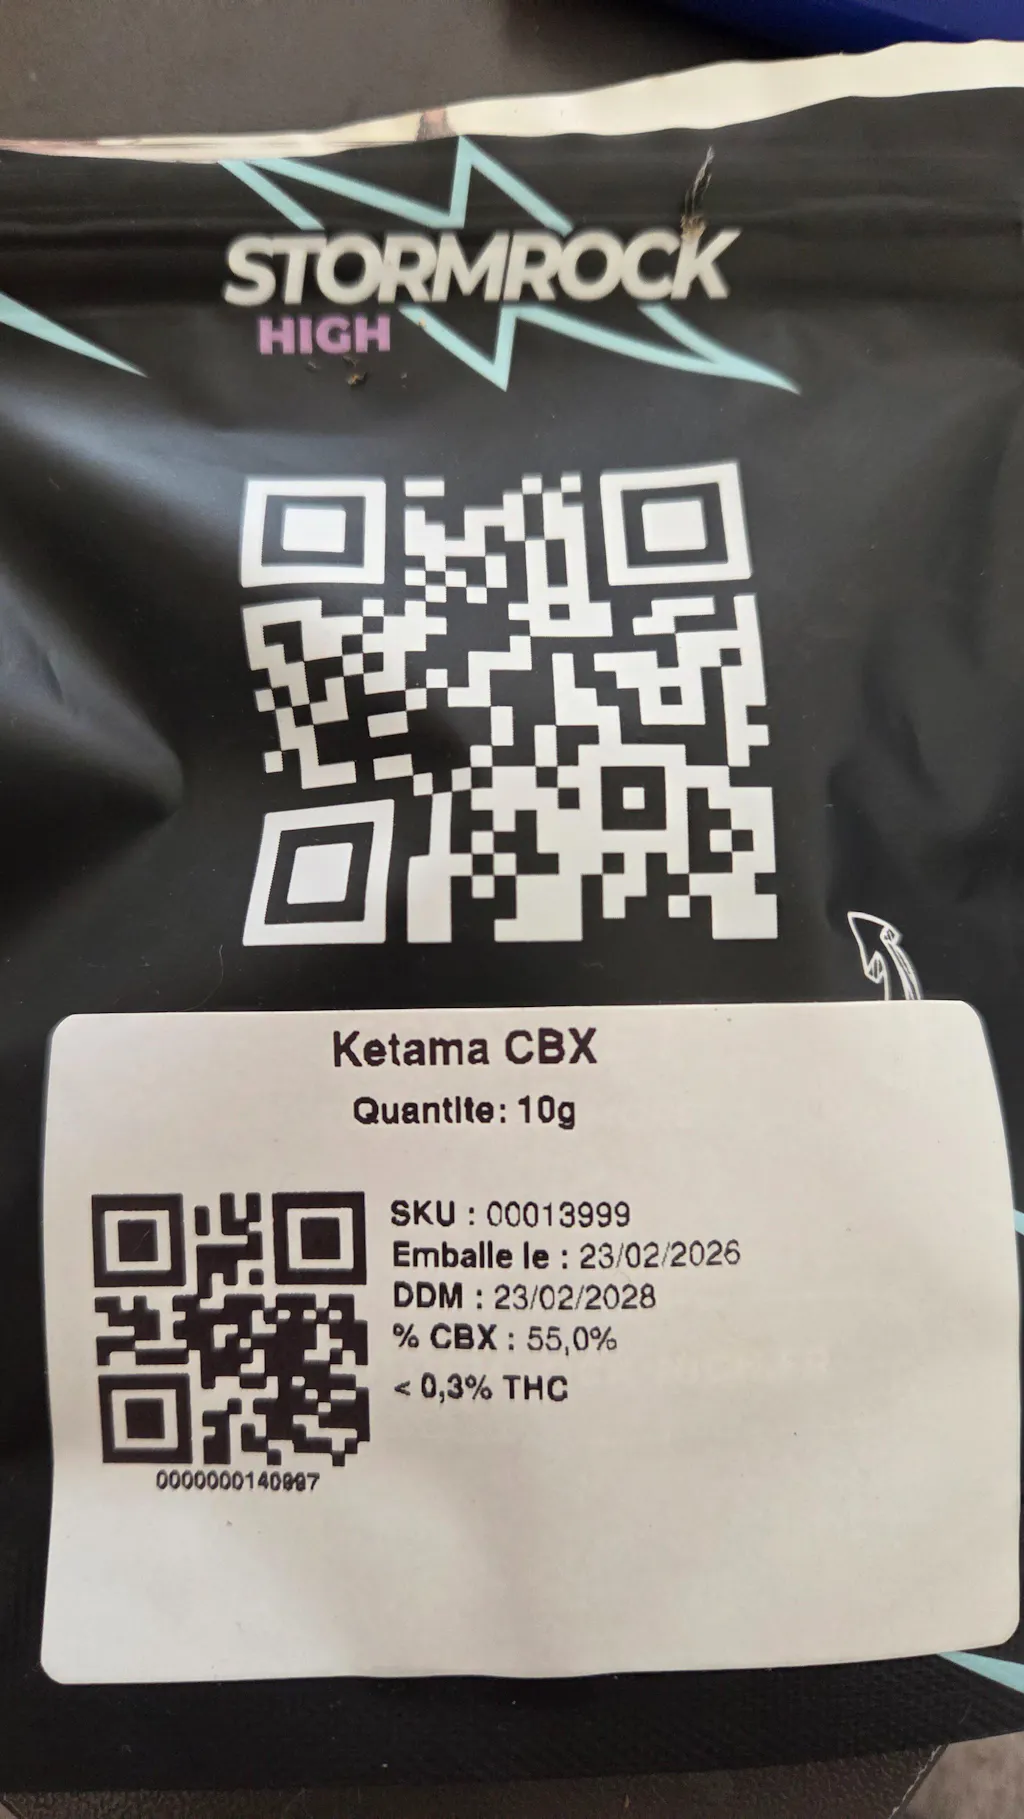 STORMROCK
HIGH
Ketama CBX
Quantite: 10g
SKU : 00013999
Emballe le : 23/02/2026
DDM : 23/02/2028
% CBX : 55,0%
< 0,3% THC